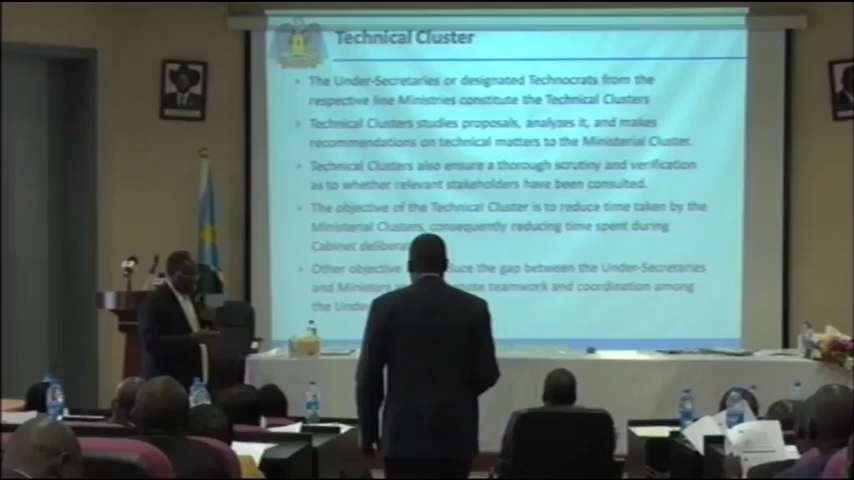 Technical Cluster
The Under-Secretaries or designated Technocrats from the
respective line Ministries constitute the Technical Clusters
Technical Clusters studies proposals, analyzes it, and makes
recommendations on technical matters to the Ministerial Cluster.
Technical Clusters also ensure a thorough scrutiny and verification
as to whether relevant stakeholders have been consulted.
The objective of the Technical Cluster is to reduce time taken by the
Ministerial Clusters, consequently reducing time spent during
Cabinet
Other objective the gap between the Under-Secretaries
and Ministers teamwork and coordination among
the